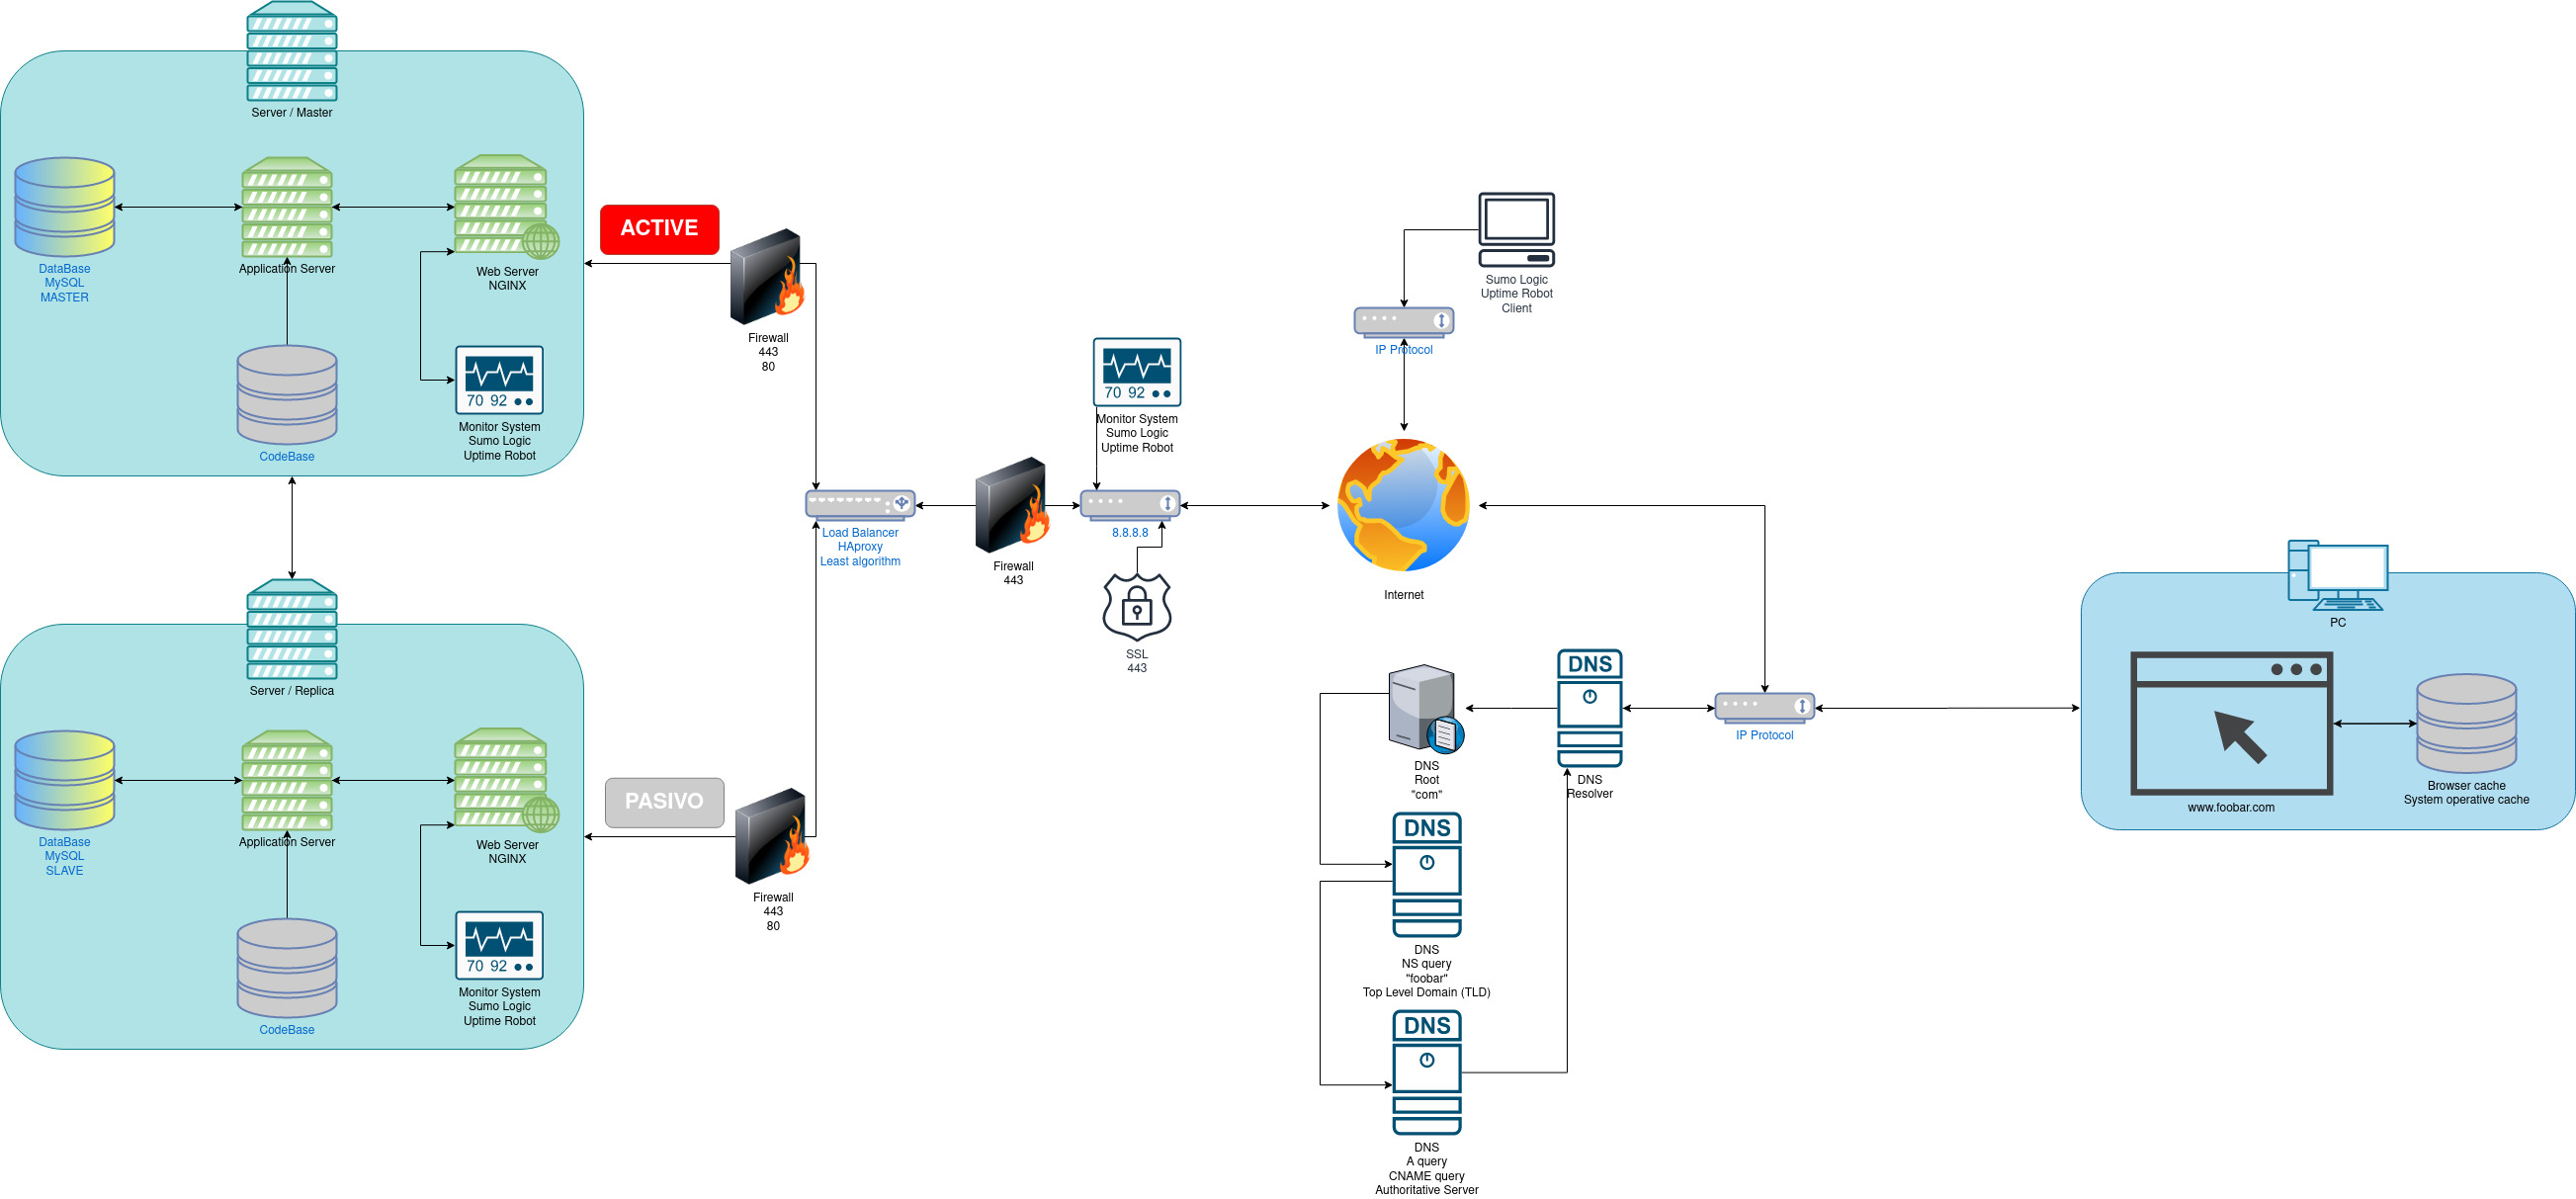 Server / Master
DataBase
MySQL
MASTER
Application Server
Web Server
NGINX
CodeBase
70 92
Monitor System
Sumo Logic
Uptime Robot
ACTIVE
Firewall
443
80
Server / Replica
DataBase
MySQL
SLAVE
Application Server
Web Server
NGINX
CodeBase
70 92
Monitor System
Sumo Logic
Uptime Robot
PASIVO
Firewall
443
80
Load Balancer
HAproxy
Least algorithm
Firewall
443
70 92
Monitor System
Sumo Logic
Uptime Robot
8.8.8.8
SSL
443
Sumo Logic
Uptime Robot
Client
IP Protocol
Internet
DNS
Root
"com"
DNS
DNS
Resolver
IP Protocol
DNS
DNS
NS query
"foobar"
Top Level Domain (TLD)
DNS
DNS
A query
CNAME query
Authoritative Server
PC
www.foobar.com
Browser cache
System operative cache